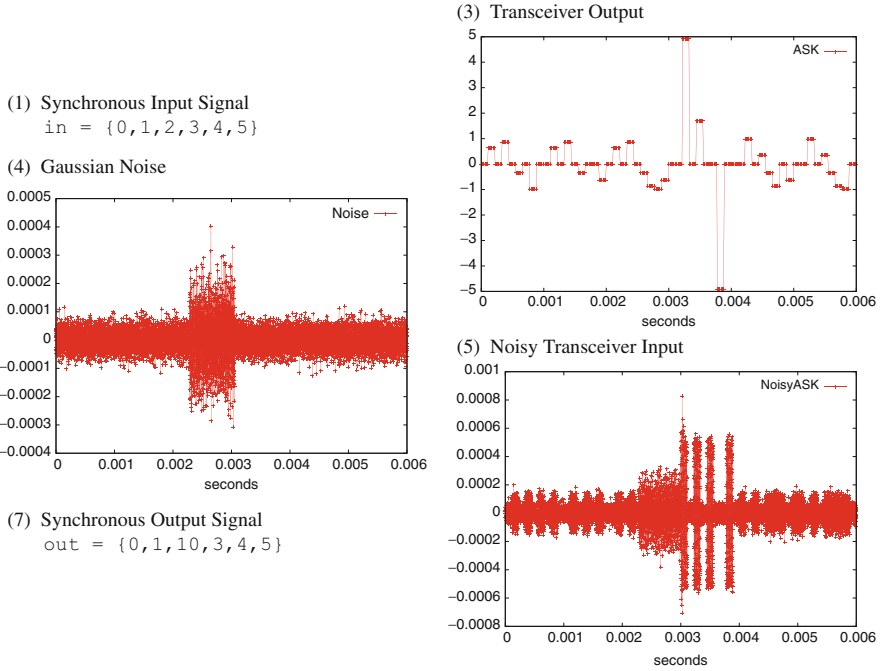 (1) Synchronous Input Signal
in = {0,1,2,3,4,5}
(3) Transceiver Output
5
4
3
2
1
0
−1
−2
−3
−4
−5
ASK
0 0.001 0.002 0.003 0.004 0.005 0.006
seconds
(4) Gaussian Noise
0.0005
0.0004
0.0003
0.0002
0.0001
0
−0.0001
−0.0002
−0.0003
−0.0004
Noise
0 0.001 0.002 0.003 0.004 0.005 0.006
seconds
(5) Noisy Transceiver Input
0.001
0.0008
0.0006
0.0004
0.0002
0
−0.0002
−0.0004
−0.0006
−0.0008
NoisyASK
0 0.001 0.002 0.003 0.004 0.005 0.006
seconds
(7) Synchronous Output Signal
out = {0,1,10,3,4,5}